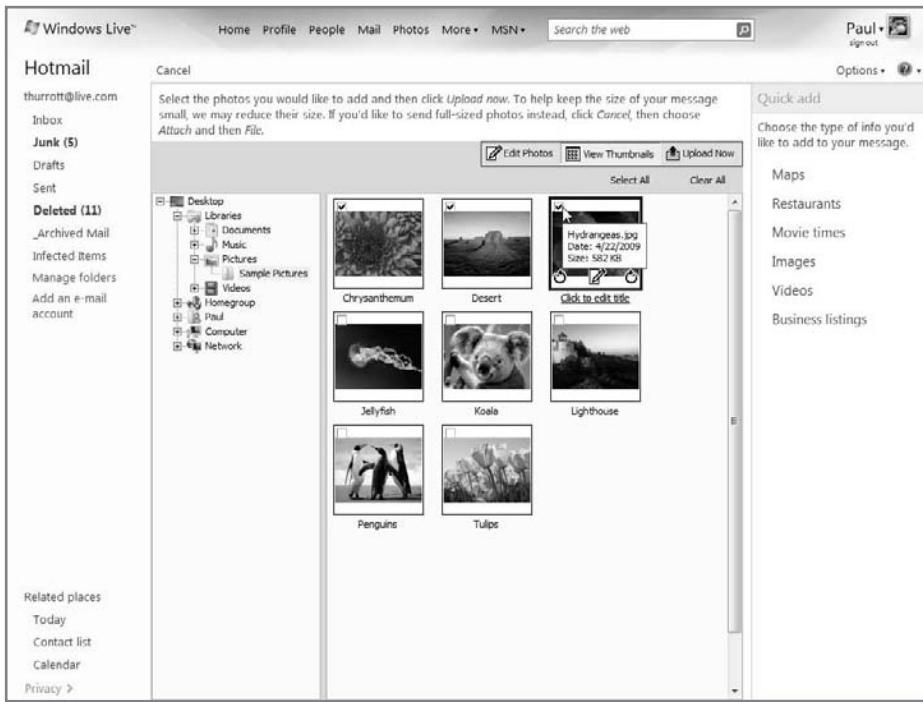 Windows Live™
Home Profile People Mail Photos More MSN
Search the web
Paul
sign out
Hotmail
Cancel
Options
thurrott@live.com
Inbox
Junk (5)
Drafts
Sent
Deleted (11)
_Archived Mail
Infected Items
Manage folders
Add an e-mail
account
Related places
Today
Contact list
Calendar
Privacy >
Select the photos you would like to add and then click Upload now. To help keep the size of your message
small, we may reduce their size. If you'd like to send full-sized photos instead, click Cancel, then choose
Attach and then File.
Edit Photos View Thumbnails Upload Now
Select All Clear All
Desktop
Libraries
Documents
Music
Pictures
Sample Pictures
Videos
Homegroup
Paul
Computer
Network
Hydrangeas.jpg
Date: 4/22/2009
Size: 582 KB
Chrysanthemum Desert Click to edit title
Jellyfish Koala Lighthouse
Penguins Tulips
Quick add
Choose the type of info you'd
like to add to your message.
Maps
Restaurants
Movie times
Images
Videos
Business listings